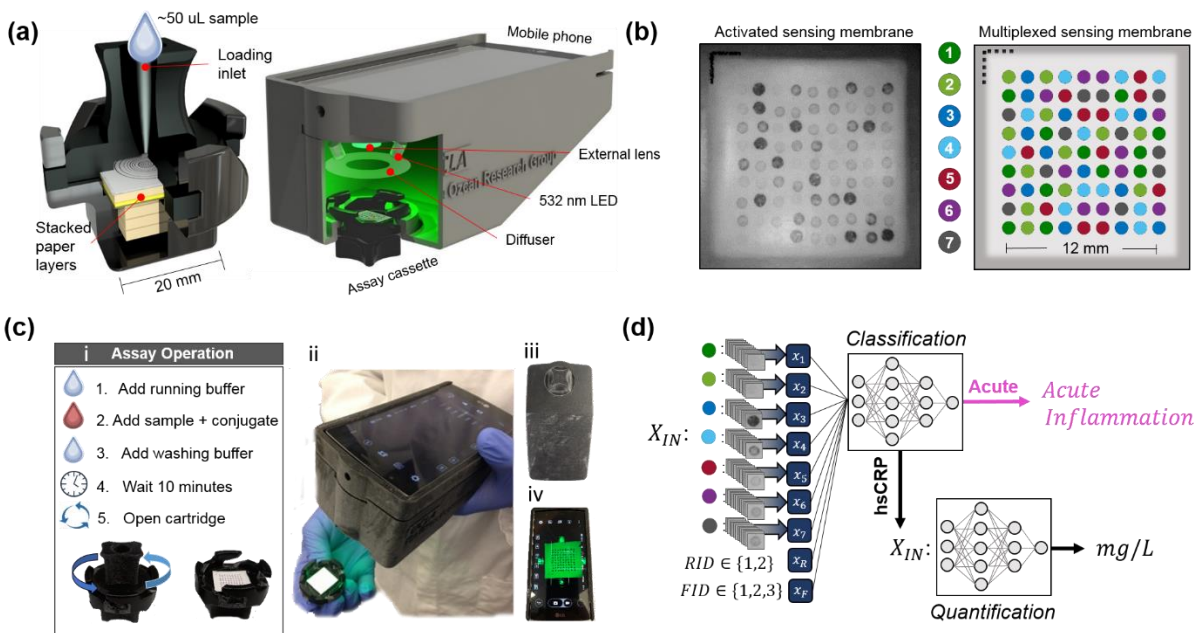 (a)
~50 uL sample
Loading
inlet
Stacked
paper
layers
20 mm
Mobile phone
External lens
532 nm LED
Diffuser
Assay cassette
Ozcan Research Group
(b)
Activated sensing membrane
Multiplexed sensing membrane
1
2
3
4
5
6
7
12 mm
(c)
i Assay Operation
1. Add running buffer
2. Add sample + conjugate
3. Add washing buffer
4. Wait 10 minutes
5. Open cartridge
ii
iii
iv
LG
(d)
X_IN:
x_1
x_2
x_3
x_4
x_5
x_6
x_7
x_R
x_F
RID ∈ {1,2}
FID ∈ {1,2,3}
Classification
Acute
Acute
Inflammation
hsCRP
X_IN:
mg/L
Quantification